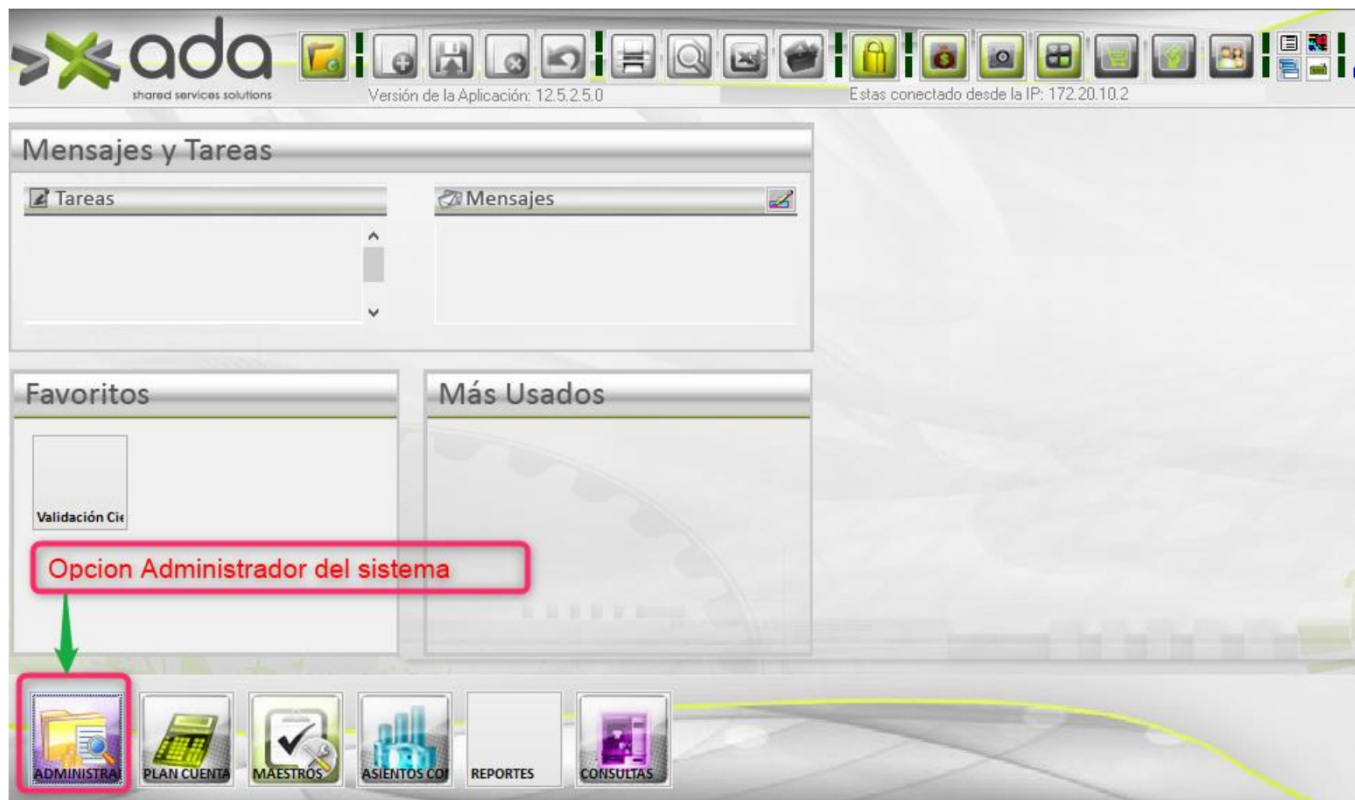 ada
shared services solutions
Versión de la Aplicación: 12.5.2.5.0
Estas conectado desde la IP: 172.20.10.2
Mensajes y Tareas
Tareas
Mensajes
Favoritos
Más Usados
Validación Cie
Opcion Administrador del sistema
ADMINISTRA
PLAN CUENTA
MAESTROS
ASIENTOS CO
REPORTES
CONSULTAS